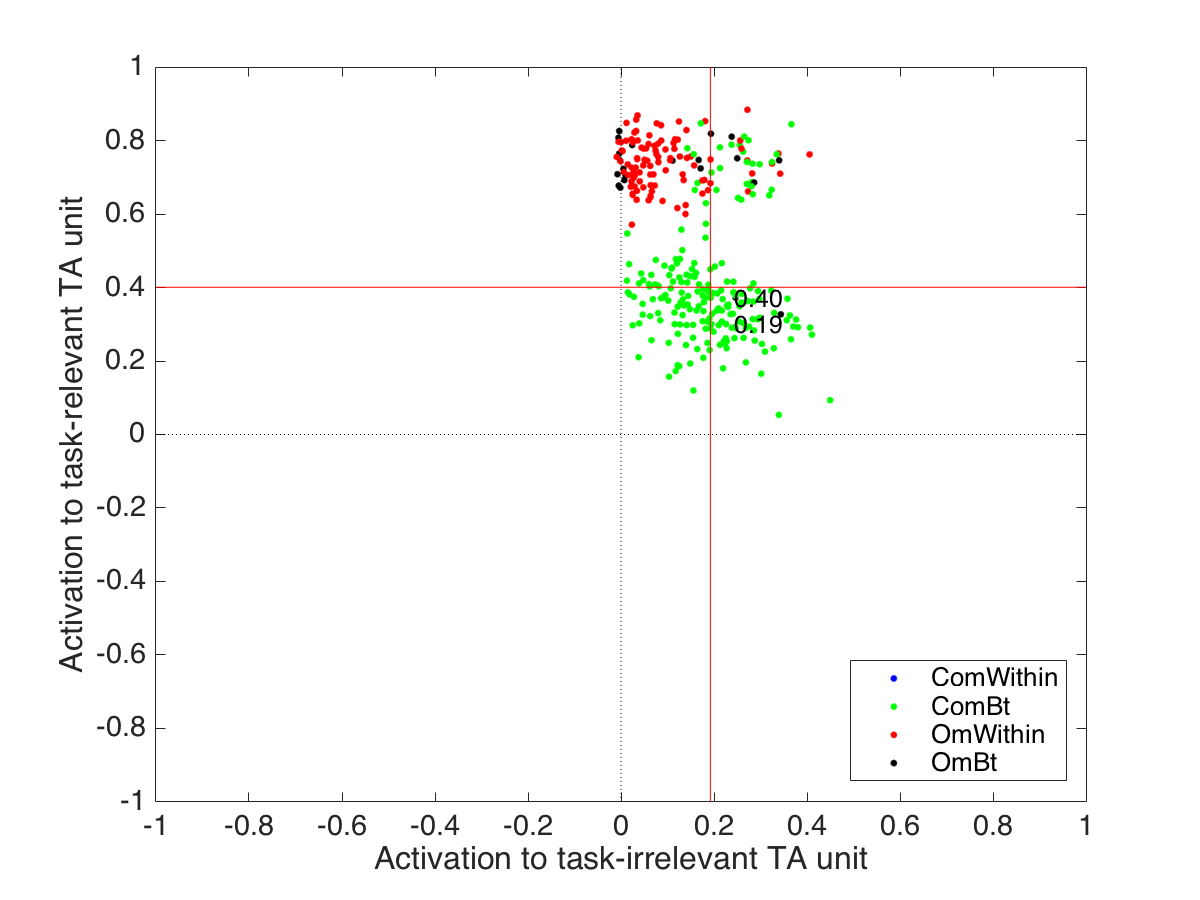 1
0.8
0.6
0.4
0.2
0
-0.2
-0.4
-0.6
-0.8
-1
Activation to task-relevant TA unit
0.40
0.19
ComWithin
ComBt
OmWithin
OmBt
-1 -0.8 -0.6 -0.4 -0.2 0 0.2 0.4 0.6 0.8 1
Activation to task-irrelevant TA unit